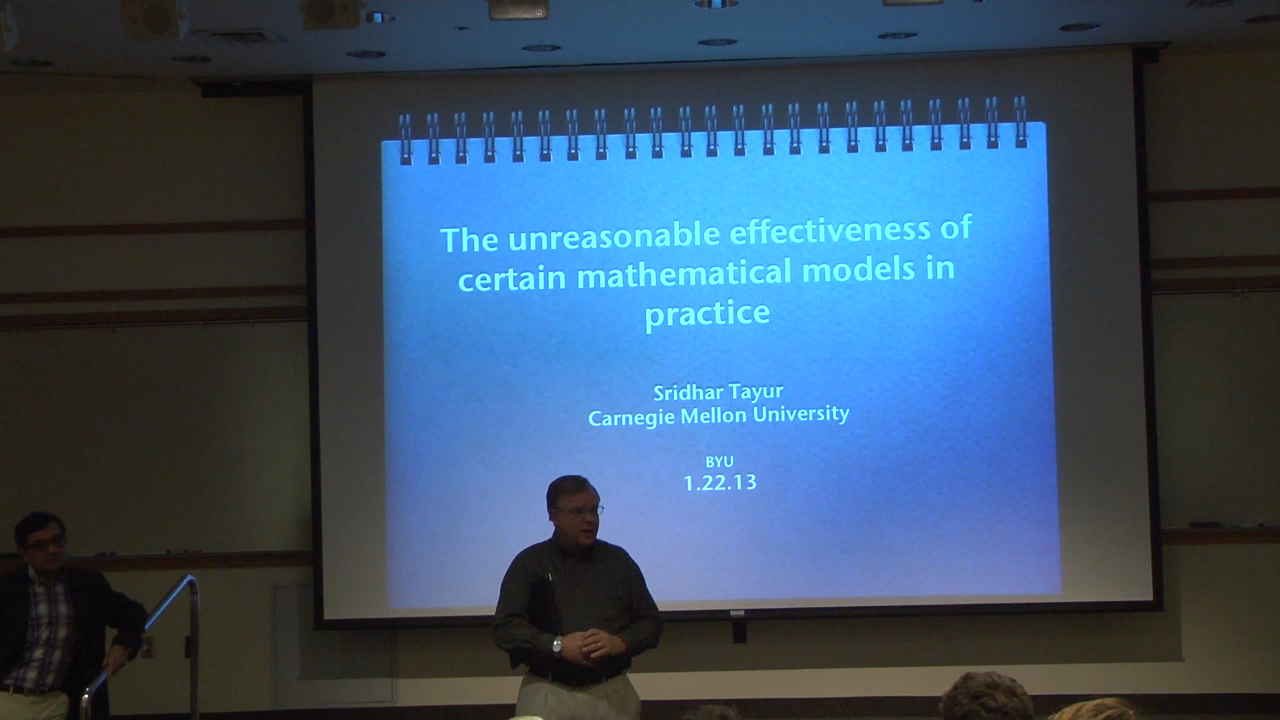 The unreasonable effectiveness of
certain mathematical models in
practice
Sridhar Tayur
Carnegie Mellon University
BYU
1.22.13